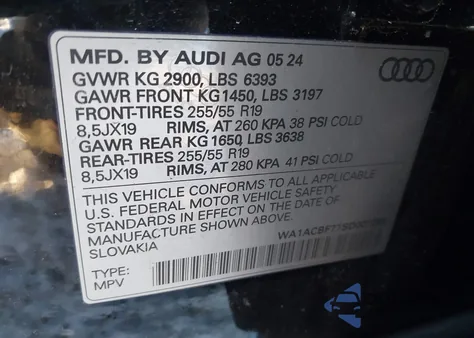 MFD. BY AUDI AG 05 24
GVWR KG 2900, LBS 6393
GAWR FRONT KG1450, LBS 3197
FRONT-TIRES 255/55 R19
8,5JX19 RIMS, AT 260 KPA 38 PSI COLD
GAWR REAR KG 1650, LBS 3638
REAR-TIRES 255/55 R19
8,5JX19 RIMS, AT 280 KPA 41 PSI COLD
THIS VEHICLE CONFORMS TO ALL APPLICABLE
U.S. FEDERAL MOTOR VEHICLE SAFETY
STANDARDS IN EFFECT ON THE DATE OF
MANUFACTURE SHOWN ABOVE.
SLOVAKIA
TYPE:
MPV